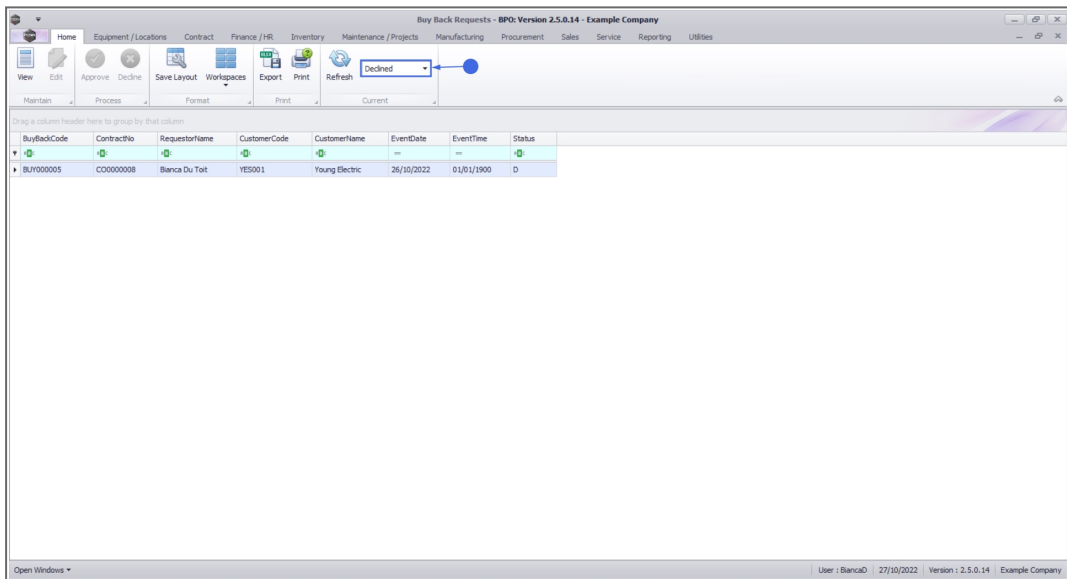 Buy Back Requests - BPO: Version 2.5.0.14 - Example Company
Home Equipment / Locations Contract Finance / HR Inventory Maintenance / Projects Manufacturing Procurement Sales Service Reporting Utilities
View Edit Approve Decline Save Layout Workspaces Export Print Refresh Declined
Maintain Process Format Print Current
Drag a column header here to group by that column
BuyBackCode ContractNo RequestorName CustomerCode CustomerName EventDate EventTime Status
BUY000005 CO0000008 Bianca Du Toit YES001 Young Electric 26/10/2022 01/01/1900 D
Open Windows User : BiancaD 27/10/2022 Version : 2.5.0.14 Example Company